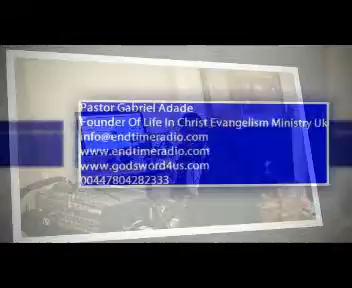 Pastor Gabriel Adade
Founder Of Life In Christ Evangelism Ministry Uk
info@endtimeradio.com
www.endtimeradio.com
www.godsword4us.com
00447804282333